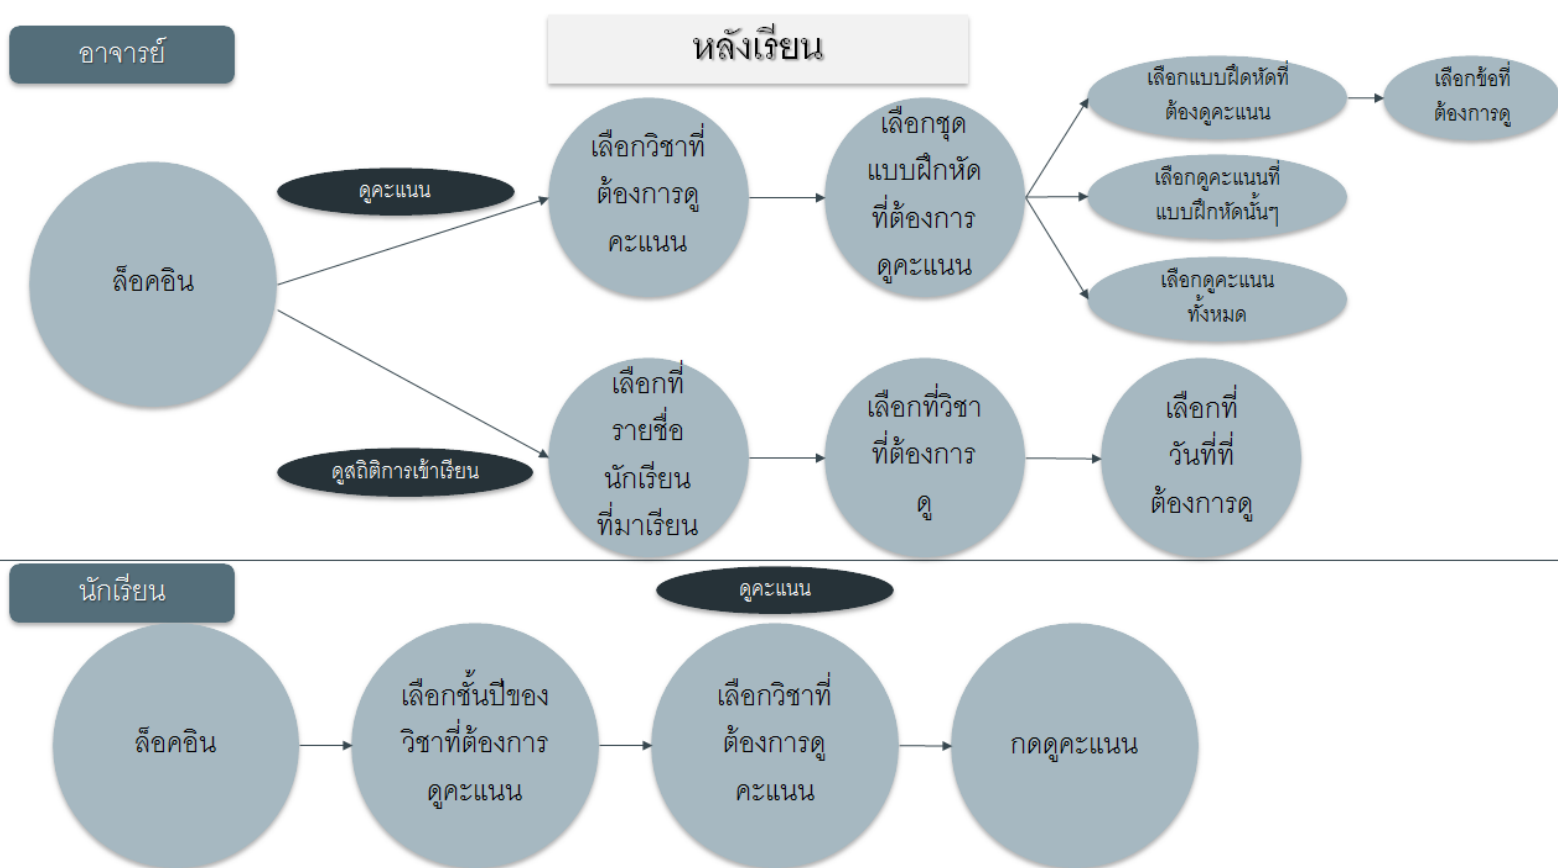 อาจารย์
หลังเรียน
ล็อคอิน
ดูคะแนน
เลือกวิชาที่
ต้องการดู
คะแนน
เลือกชุด
แบบฝึกหัด
ที่ต้องการ
ดูคะแนน
เลือกแบบฝึดหัดที่
ต้องดูคะแนน
เลือกข้อที่
ต้องการดู
เลือกดูคะแนนที่
แบบฝึกหัดนั้นๆ
เลือกดูคะแนน
ทั้งหมด
ดูสถิติการเข้าเรียน
เลือกที่
รายชื่อ
นักเรียน
ที่มาเรียน
เลือกที่วิชา
ที่ต้องการ
ดู
เลือกที่
วันที่ที่
ต้องการดู
นักเรียน
ดูคะแนน
ล็อคอิน
เลือกชั้นปีของ
วิชาที่ต้องการ
ดูคะแนน
เลือกวิชาที่
ต้องการดู
คะแนน
กดดูคะแนน